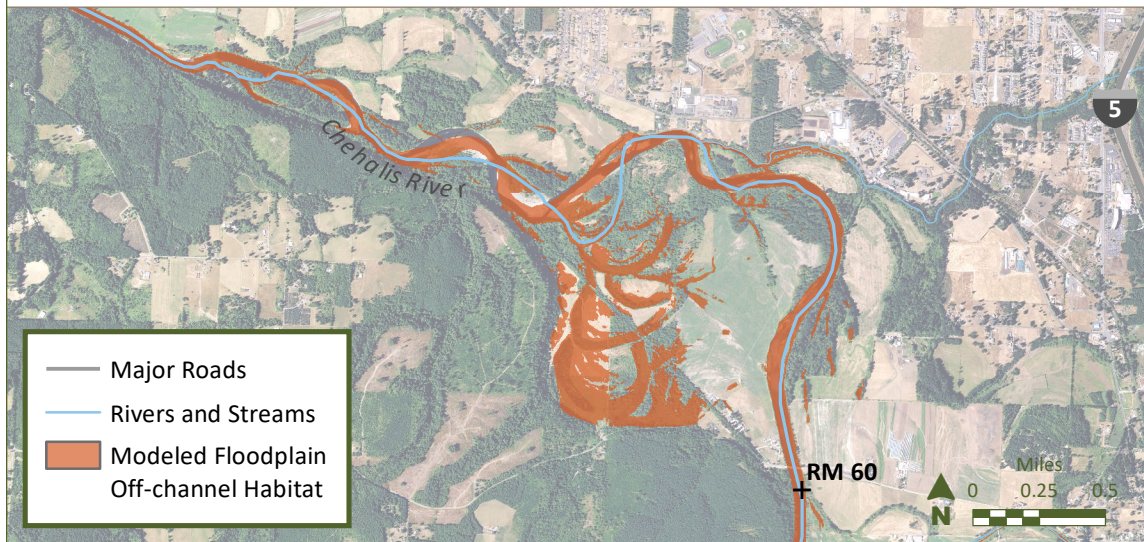 5
Chehalis River
Major Roads
Rivers and Streams
Modeled Floodplain
Off-channel Habitat
RM 60
Miles
0 0.25 0.5
N